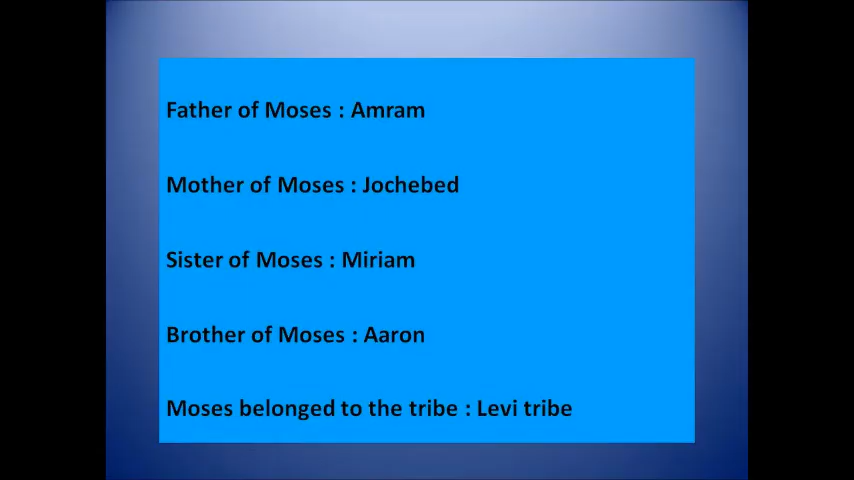 Father of Moses : Amram
Mother of Moses : Jochebed
Sister of Moses : Miriam
Brother of Moses : Aaron
Moses belonged to the tribe : Levi tribe